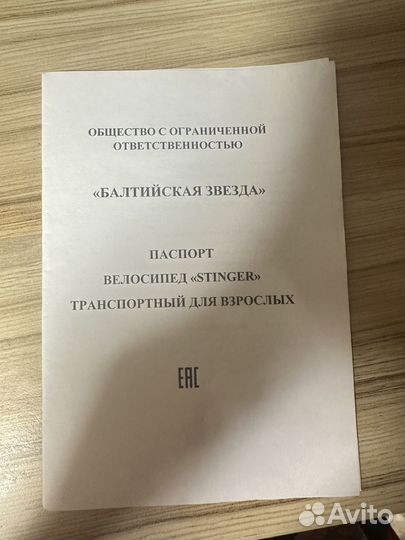 ОБЩЕСТВО С ОГРАНИЧЕННОЙ
ОТВЕТСТВЕННОСТЬЮ
«БАЛТИЙСКАЯ ЗВЕЗДА»
ПАСПОРТ
ВЕЛОСИПЕД «STINGER»
ТРАНСПОРТНЫЙ ДЛЯ ВЗРОСЛЫХ
EAC
Avito